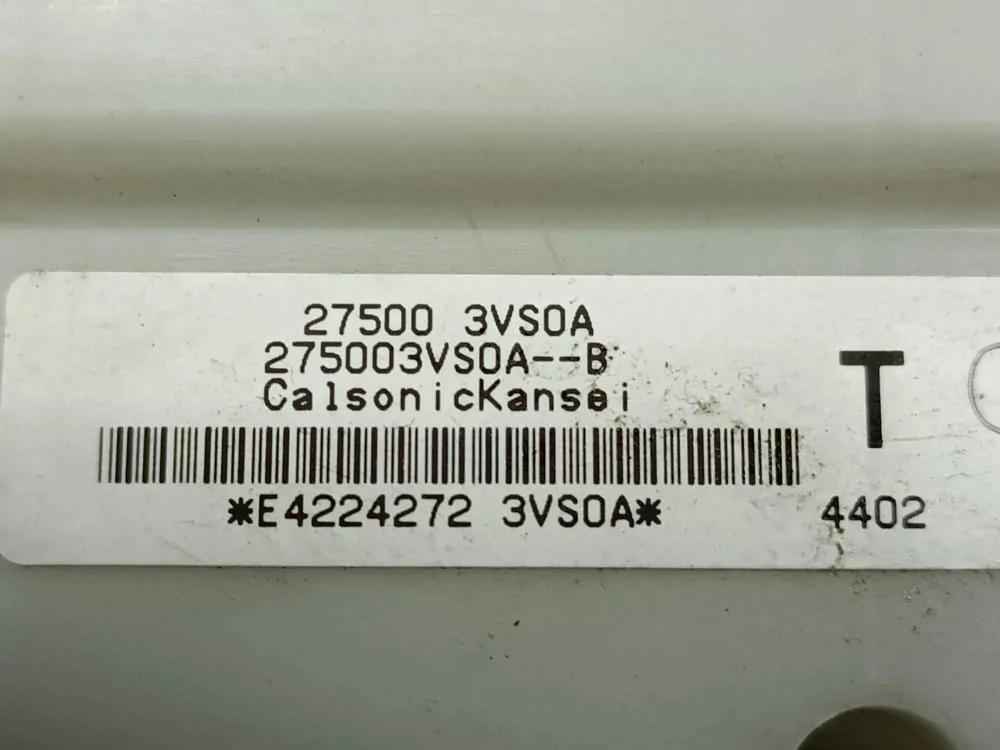 27500 3VS0A
275003VS0A--B
CalsonicKansei
T
*E4224272 3VS0A*
4402